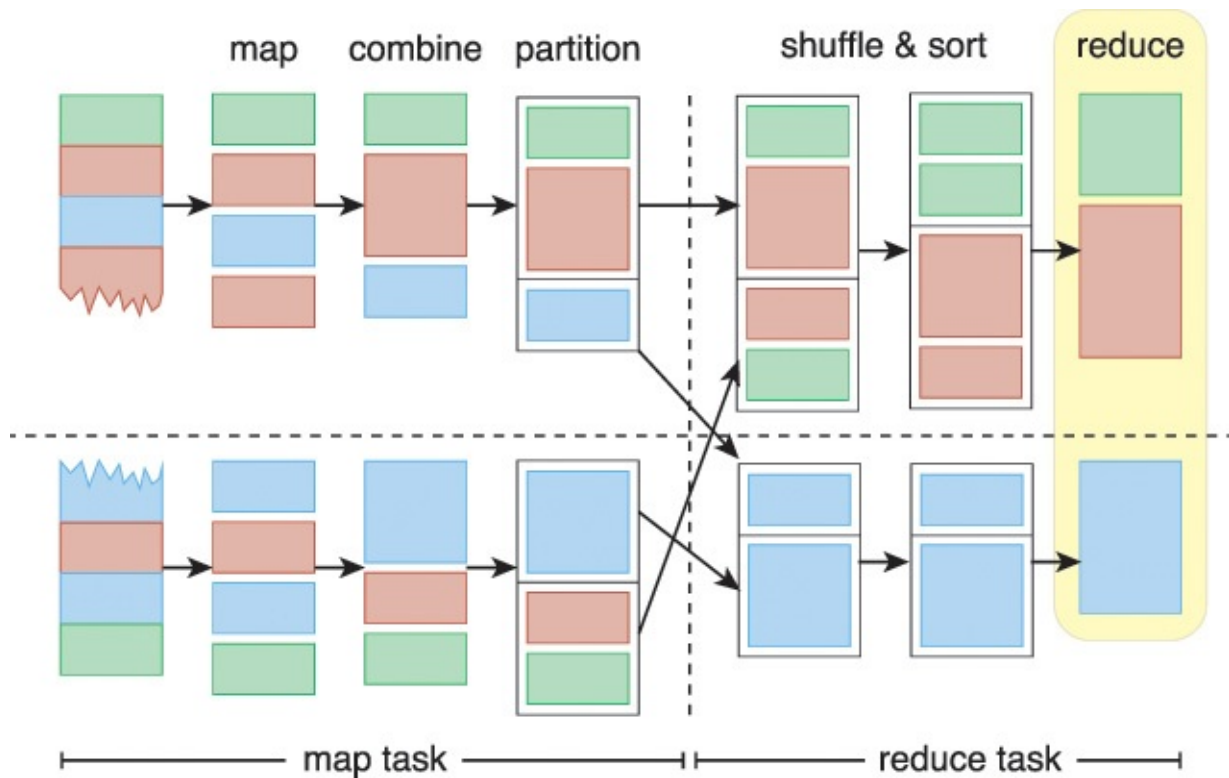 map
combine
partition
shuffle & sort
reduce
map task
reduce task